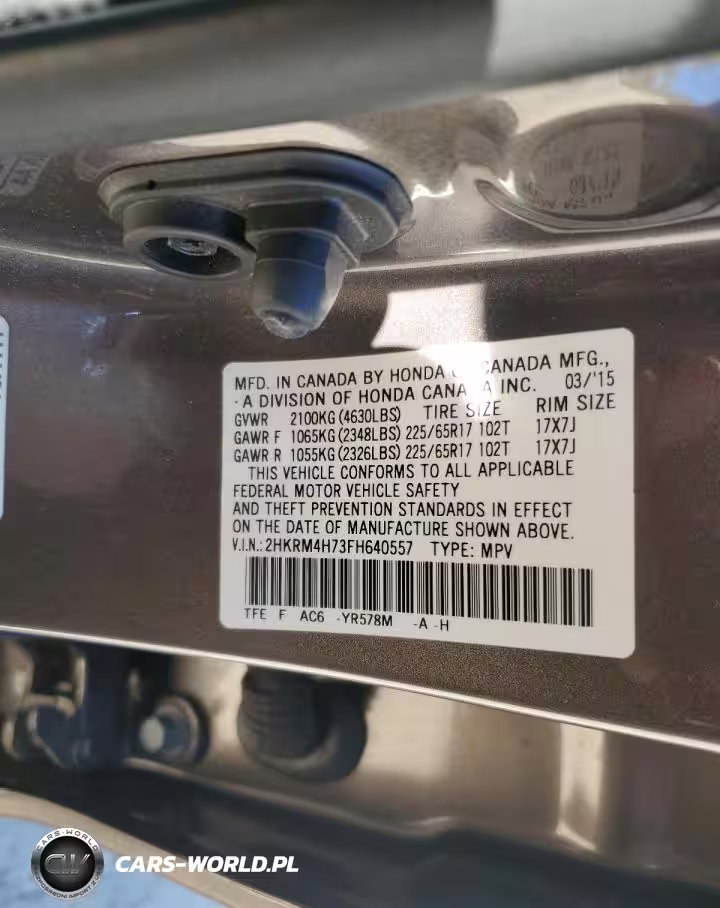 MFD. IN CANADA BY HONDA CANADA MFG.,
A DIVISION OF HONDA CANADA INC. 03/'15
GVWR 2100KG (4630LBS) TIRE SIZE RIM SIZE
GAWR F 1065KG (2348LBS) 225/65R17 102T 17X7J
GAWR R 1055KG (2326LBS) 225/65R17 102T 17X7J
THIS VEHICLE CONFORMS TO ALL APPLICABLE
FEDERAL MOTOR VEHICLE SAFETY
AND THEFT PREVENTION STANDARDS IN EFFECT
ON THE DATE OF MANUFACTURE SHOWN ABOVE.
V.I.N.: 2HKRM4H73FH640557 TYPE: MPV
TFE F AC6 -YR578M -A -H
CARS-WORLD
CW
CARS-WORLD.PL